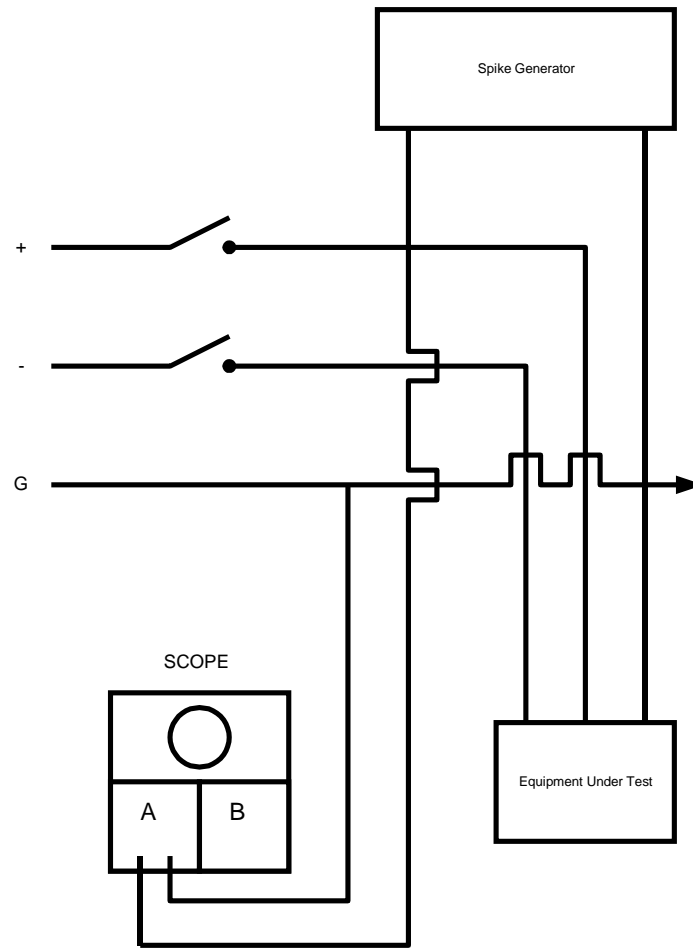 Spike Generator
+
-
G
SCOPE
A B
Equipment Under Test